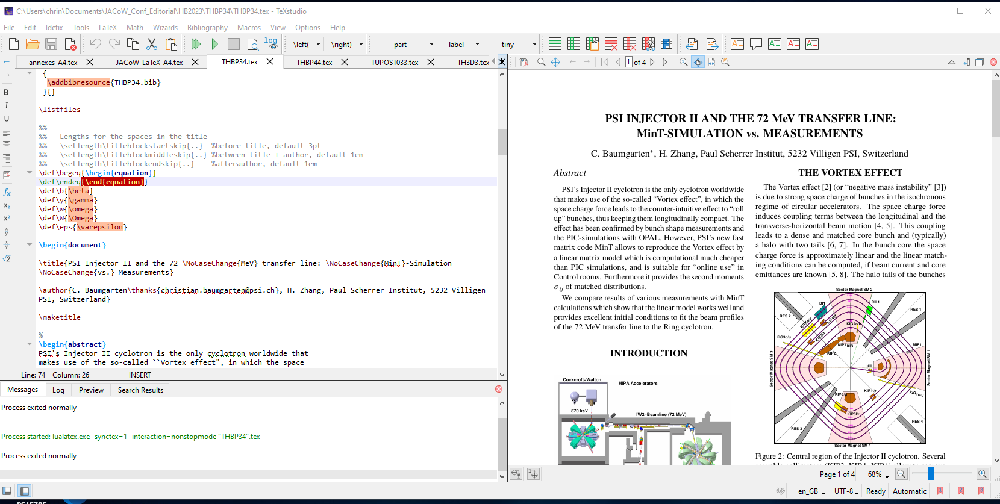 C:\Users\chrin\Documents\JACoW_Conf_Editorial\HB2023\THBP34\THBP34.tex - TeXstudio
File Edit Idefix Tools LaTeX Math Wizards Bibliography Macros View Options Help
log \left( \right) part label tiny
annexes-A4.tex JACoW_LaTeX_A4.tex THBP34.tex THBP44.tex TUPOST033.tex TH3D3.tex
1 of 4
{
\addbibresource{THBP34.bib}
}{}
\listfiles
%%
%% Lengths for the spaces in the title
%% \setlength\titleblockstartskip{..} %before title, default 3pt
%% \setlength\titleblockmiddleskip{..} %between title + author, default 1em
%% \setlength\titleblockendskip{..} %afterauthor, default 1em
\def\begeq{\begin{equation}}
\def\endeq{\end{equation}}
\def\b{\beta}
\def\y{\gamma}
\def\w{\omega}
\def\W{\Omega}
\def\eps{\varepsilon}
\begin{document}
\title{PSI Injector II and the 72 \NoCaseChange{MeV} transfer line: \NoCaseChange{MinT}-Simulation
\NoCaseChange{vs.} Measurements}
\author{C. Baumgarten\thanks{christian.baumgarten@psi.ch}, H. Zhang, Paul Scherrer Institut, 5232 Villigen
PSI, Switzerland}
\maketitle
%
\begin{abstract}
PSI's Injector II cyclotron is the only cyclotron worldwide that
makes use of the so-called ``Vortex effect", in which the space
Line: 74 Column: 26 INSERT
Messages Log Preview Search Results
Process exited normally
Process started: lualatex.exe -synctex=1 -interaction=nonstopmode "THBP34".tex
Process exited normally
PSI INJECTOR II AND THE 72 MeV TRANSFER LINE:
MinT-SIMULATION vs. MEASUREMENTS
C. Baumgarten*, H. Zhang, Paul Scherrer Institut, 5232 Villigen PSI, Switzerland
Abstract
PSI's Injector II cyclotron is the only cyclotron worldwide
that makes use of the so-called “Vortex effect”, in which the
space charge force leads to the counter-intuitive effect to “roll
up” bunches, thus keeping them longitudinally compact. The
effect has been confirmed by bunch shape measurements and
the PIC-simulations with OPAL. However, PSI's new fast
matrix code MinT allows to reproduce the Vortex effect by
a linear matrix model which is computational much cheaper
than PIC simulations, and is suitable for “online use” in
Control rooms. Furthermore it provides the second moments
σij of matched distributions.
We compare results of various measurements with MinT
calculations which show that the linear model works well and
provides excellent initial conditions to fit the beam profiles
of the 72 MeV transfer line to the Ring cyclotron.
INTRODUCTION
Cockcroft-Walton
HIPA Accelerators
870 keV
IW2-Beamline (72 MeV)
THE VORTEX EFFECT
The Vortex effect [2] (or “negative mass instability” [3])
is due to strong space charge of bunches in the isochronous
regime of circular accelerators. The space charge force
induces coupling terms between the longitudinal and the
transverse-horizontal beam motion [4, 5]. This coupling
leads to a dense and matched core bunch and (typically)
a halo with two tails [6, 7]. In the bunch core the space
charge force is approximately linear and the linear match-
ing conditions can be computed, if beam current and core
emittances are known [5, 8]. The halo tails of the bunches
Sector Magnet SM 2
BI1 RIL1
RES 2 RES 1
KIG2o/u
KIG3o/u
KIP1 KIS
KIP2
MIF1
Sector Magnet SM 3
Sector Magnet SM 1
KIL
KIR1l/r
KIG1o/u
KIVo/u
KIP3l/r
RES 3 RES 4
Sector Magnet SM 4
Figure 2: Central region of the Injector II cyclotron. Several
movable collimators (KIP3, KIR1, KIP4) allow to remove
Page 1 of 4 68%
en_GB UTF-8 Ready Automatic